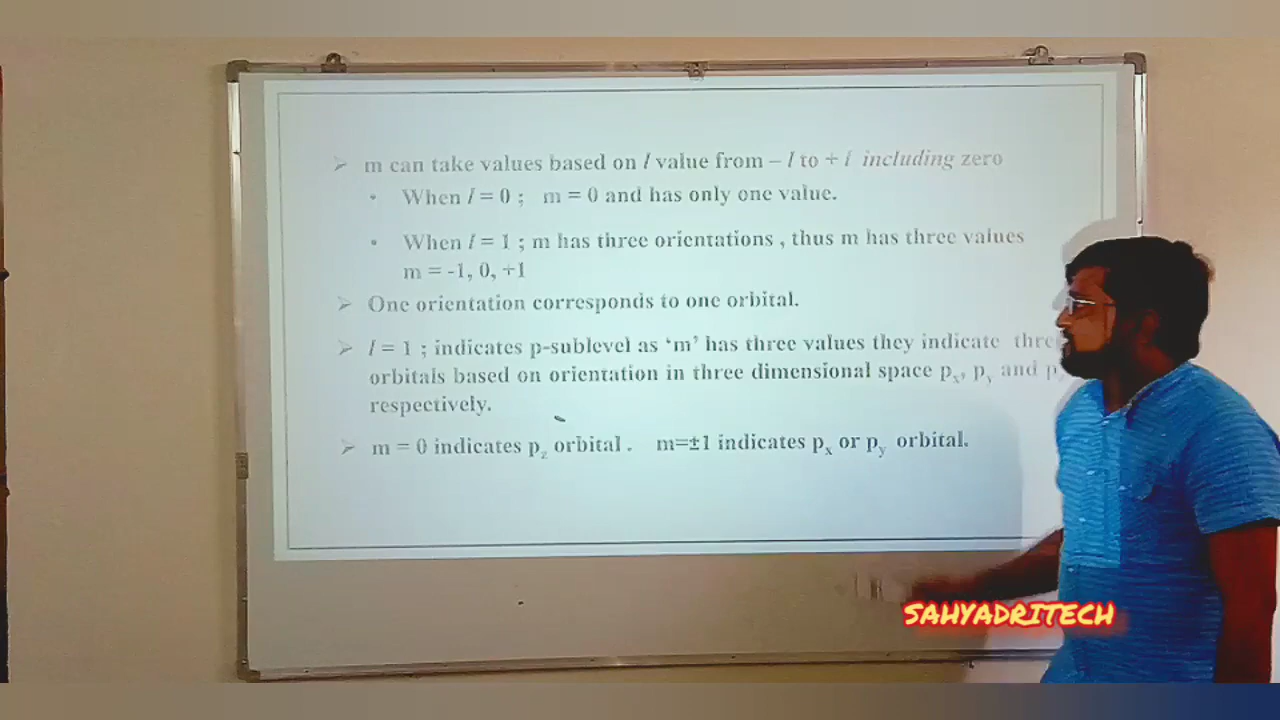 ➢ m can take values based on l value from – l to + l including zero
• When l = 0 ; m = 0 and has only one value.
• When l = 1 ; m has three orientations , thus m has three values
m = -1, 0, +1
➢ One orientation corresponds to one orbital.
➢ l = 1 ; indicates p-sublevel as ‘m’ has three values they indicate
orbitals based on orientation in three dimensional space pₓ, pᵧ and
respectively.
➢ m = 0 indicates p_z orbital . m=±1 indicates pₓ or pᵧ orbital.
SAHYADRITECH